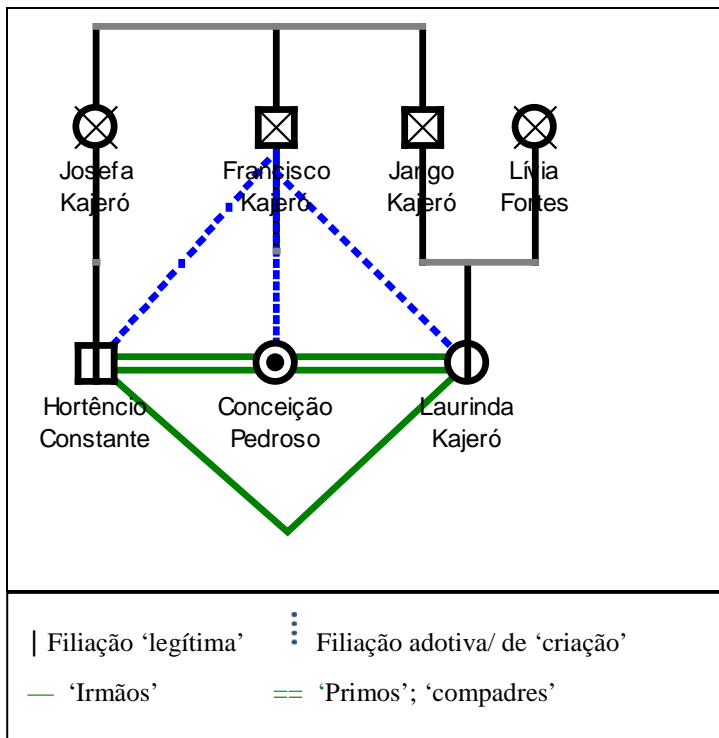 Josefa
Kajeró
Francisco
Kajeró
Jango
Kajeró
Lívia
Fortes
Hortêncio
Constante
Conceição
Pedroso
Laurinda
Kajeró
| Filiação ‘legítima’ Filiação adotiva/ de ‘criação’
— ‘Irmãos’ == ‘Primos’; ‘compadres’